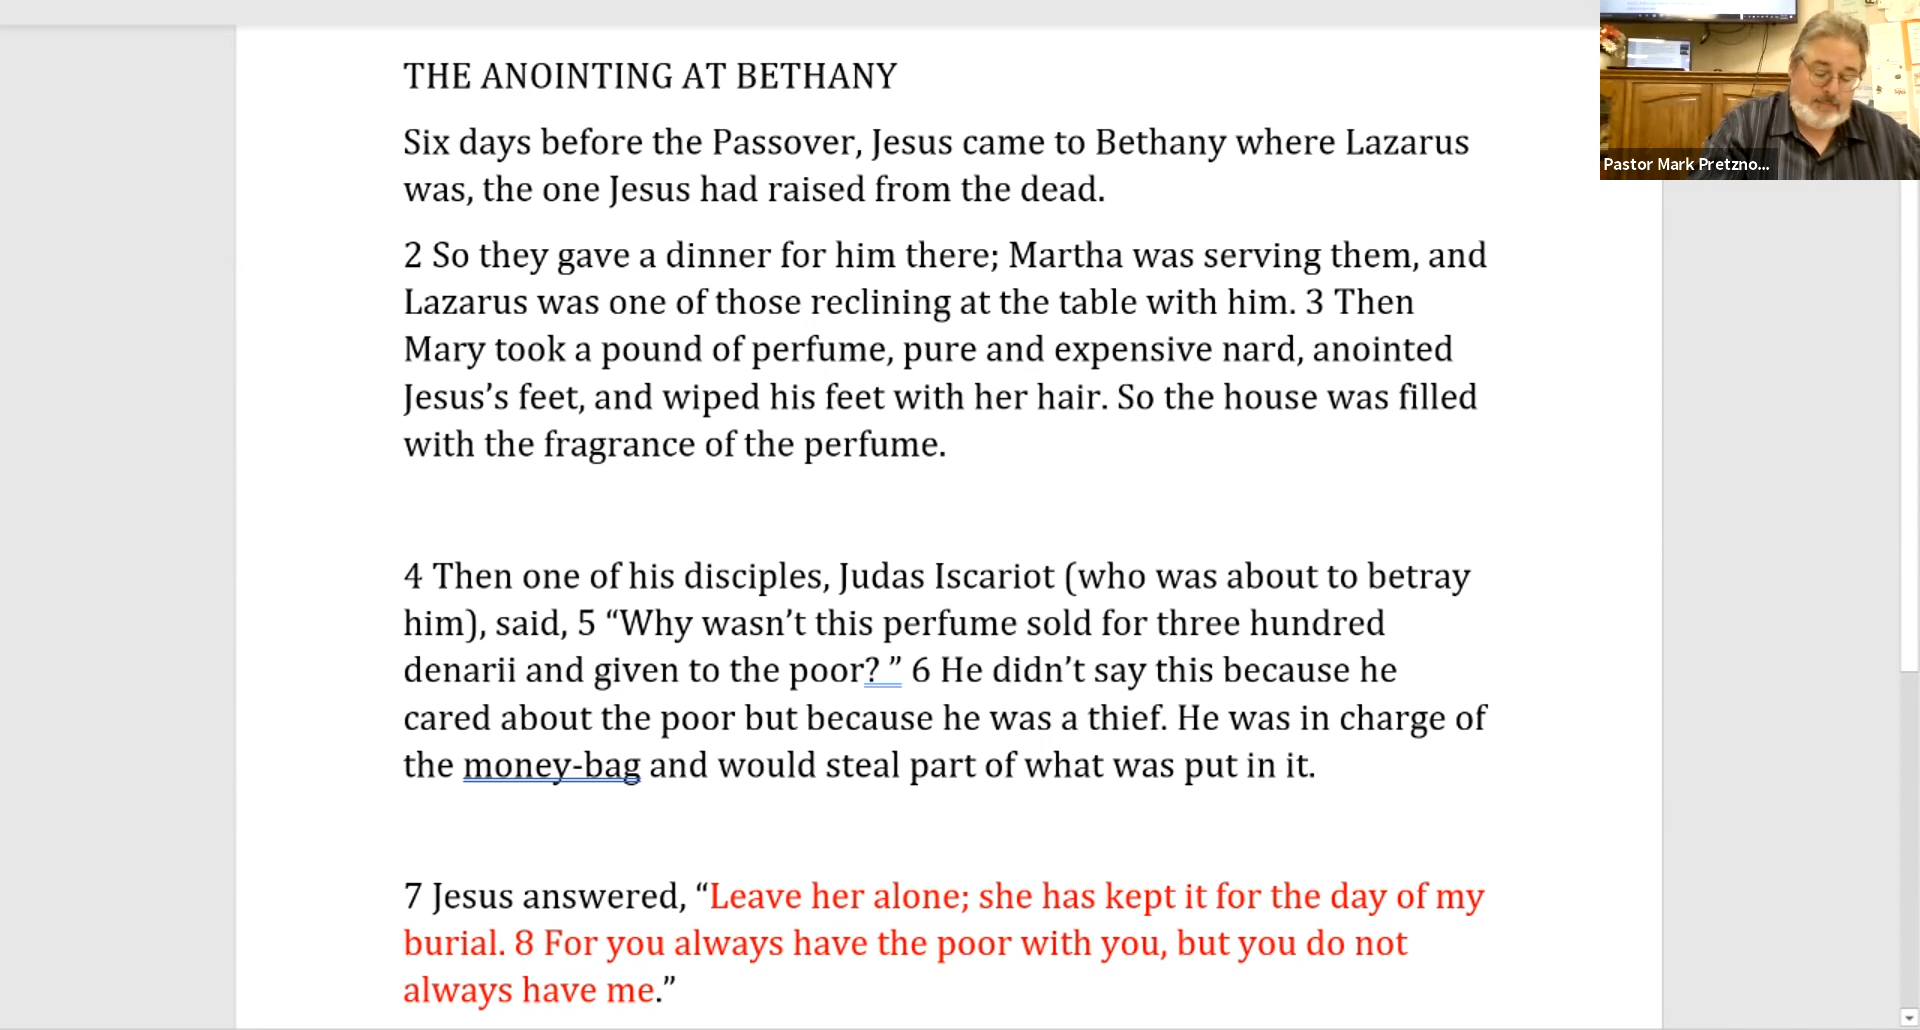 THE ANOINTING AT BETHANY
Six days before the Passover, Jesus came to Bethany where Lazarus
was, the one Jesus had raised from the dead.
2 So they gave a dinner for him there; Martha was serving them, and
Lazarus was one of those reclining at the table with him. 3 Then
Mary took a pound of perfume, pure and expensive nard, anointed
Jesus’s feet, and wiped his feet with her hair. So the house was filled
with the fragrance of the perfume.
4 Then one of his disciples, Judas Iscariot (who was about to betray
him), said, 5 “Why wasn’t this perfume sold for three hundred
denarii and given to the poor? ” 6 He didn’t say this because he
cared about the poor but because he was a thief. He was in charge of
the money-bag and would steal part of what was put in it.
7 Jesus answered, “Leave her alone; she has kept it for the day of my
burial. 8 For you always have the poor with you, but you do not
always have me.”
Pastor Mark Pretzno...